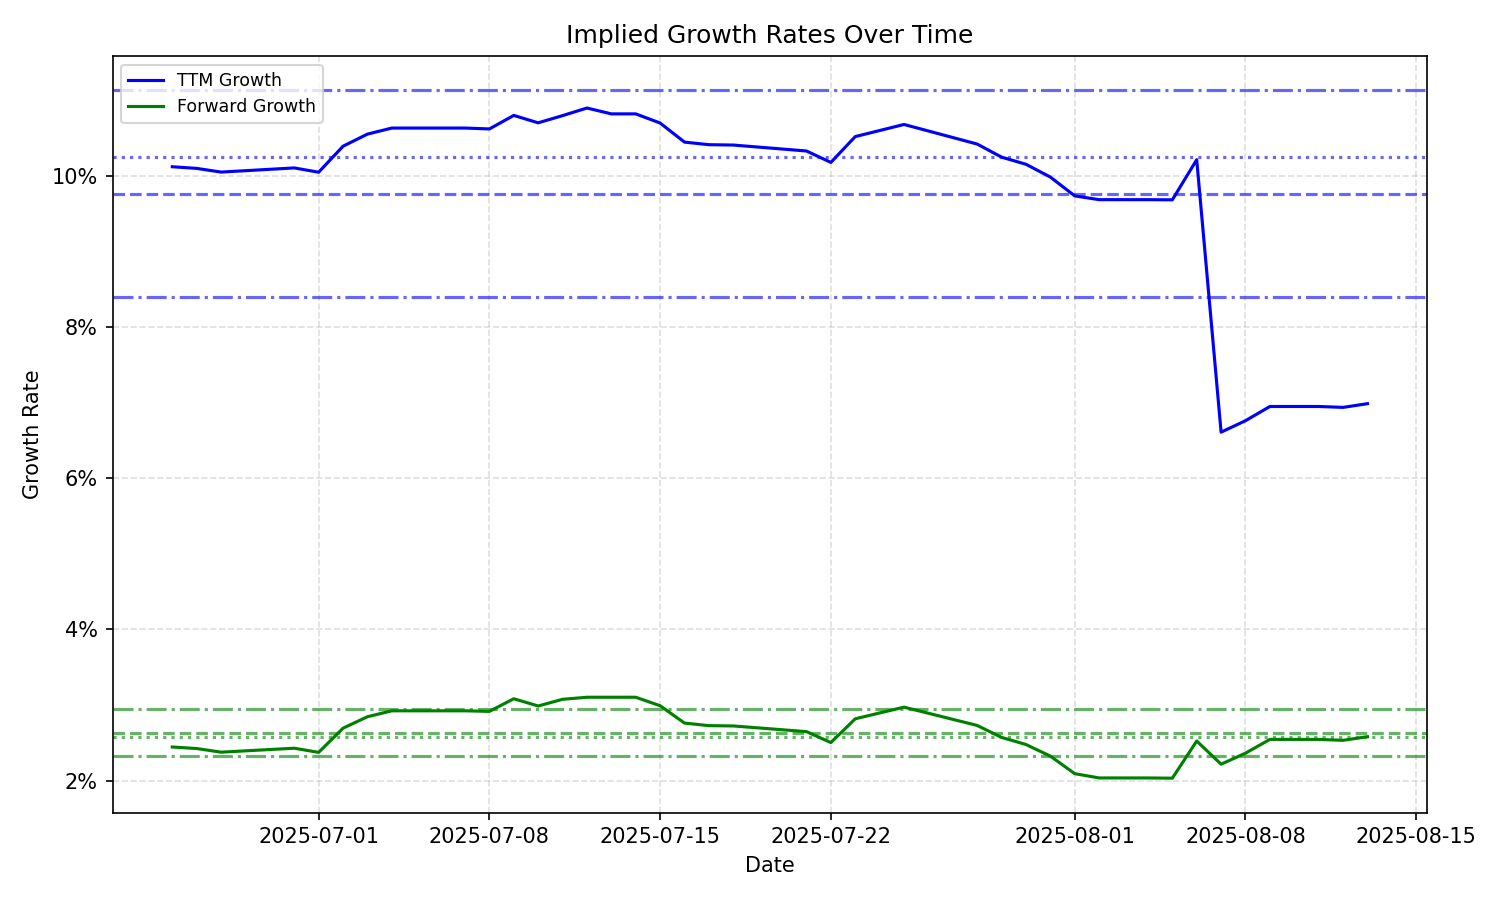 Implied Growth Rates Over Time
TTM Growth
Forward Growth
Growth Rate
10%
8%
6%
4%
2%
2025-07-01
2025-07-08
2025-07-15
2025-07-22
2025-08-01
2025-08-08
2025-08-15
Date